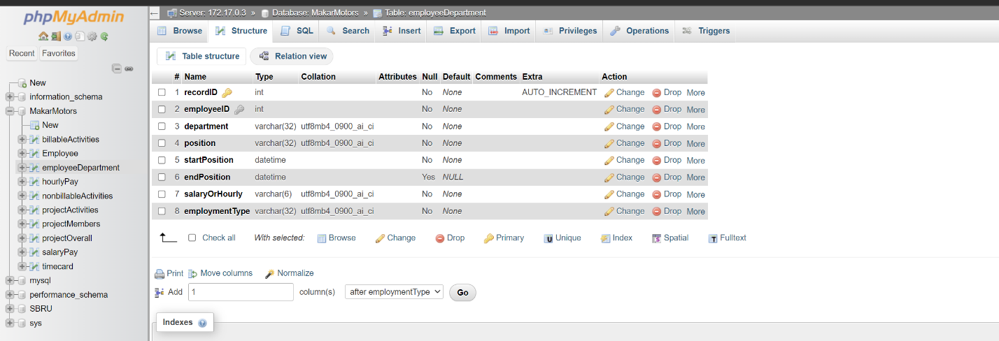 phpMyAdmin
Recent Favorites
New
information_schema
MakarMotors
New
billableActivities
Employee
employeeDepartment
hourlyPay
nonbillableActivities
projectActivities
projectMembers
projectOverall
salaryPay
timecard
mysql
performance_schema
SBRU
sys
Server: 172.17.0.3 » Database: MakarMotors » Table: employeeDepartment
Browse Structure SQL Search Insert Export Import Privileges Operations Triggers
Table structure Relation view
# Name Type Collation Attributes Null Default Comments Extra Action
1 recordID int No None AUTO_INCREMENT Change Drop More
2 employeeID int No None Change Drop More
3 department varchar(32) utf8mb4_0900_ai_ci No None Change Drop More
4 position varchar(32) utf8mb4_0900_ai_ci No None Change Drop More
5 startPosition datetime No None Change Drop More
6 endPosition datetime Yes NULL Change Drop More
7 salaryOrHourly varchar(6) utf8mb4_0900_ai_ci No None Change Drop More
8 employmentType varchar(32) utf8mb4_0900_ai_ci No None Change Drop More
Check all With selected: Browse Change Drop Primary Unique Index Spatial Fulltext
Print Move columns Normalize
Add 1 column(s) after employmentType Go
Indexes